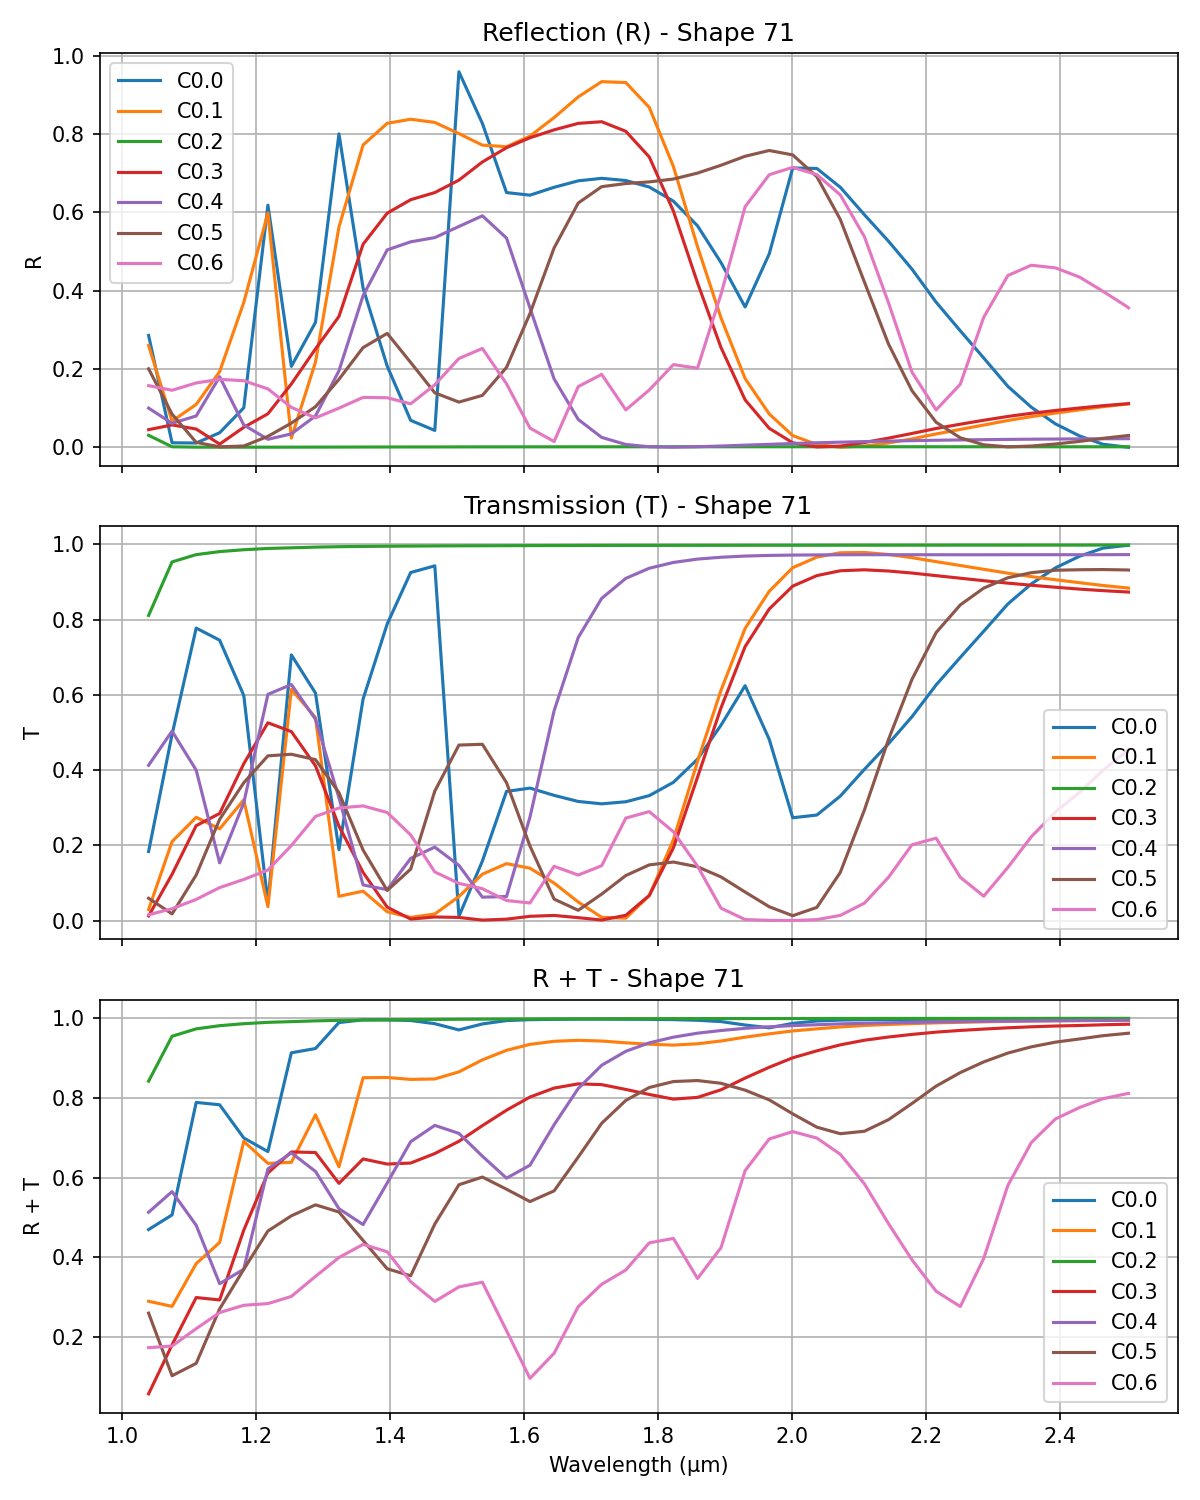 Reflection (R) - Shape 71
1.0
0.8
0.6
0.4
0.2
0.0
R
C0.0
C0.1
C0.2
C0.3
C0.4
C0.5
C0.6
Transmission (T) - Shape 71
1.0
0.8
0.6
0.4
0.2
0.0
T
C0.0
C0.1
C0.2
C0.3
C0.4
C0.5
C0.6
R + T - Shape 71
1.0
0.8
0.6
0.4
0.2
R + T
C0.0
C0.1
C0.2
C0.3
C0.4
C0.5
C0.6
1.0 1.2 1.4 1.6 1.8 2.0 2.2 2.4
Wavelength (μm)